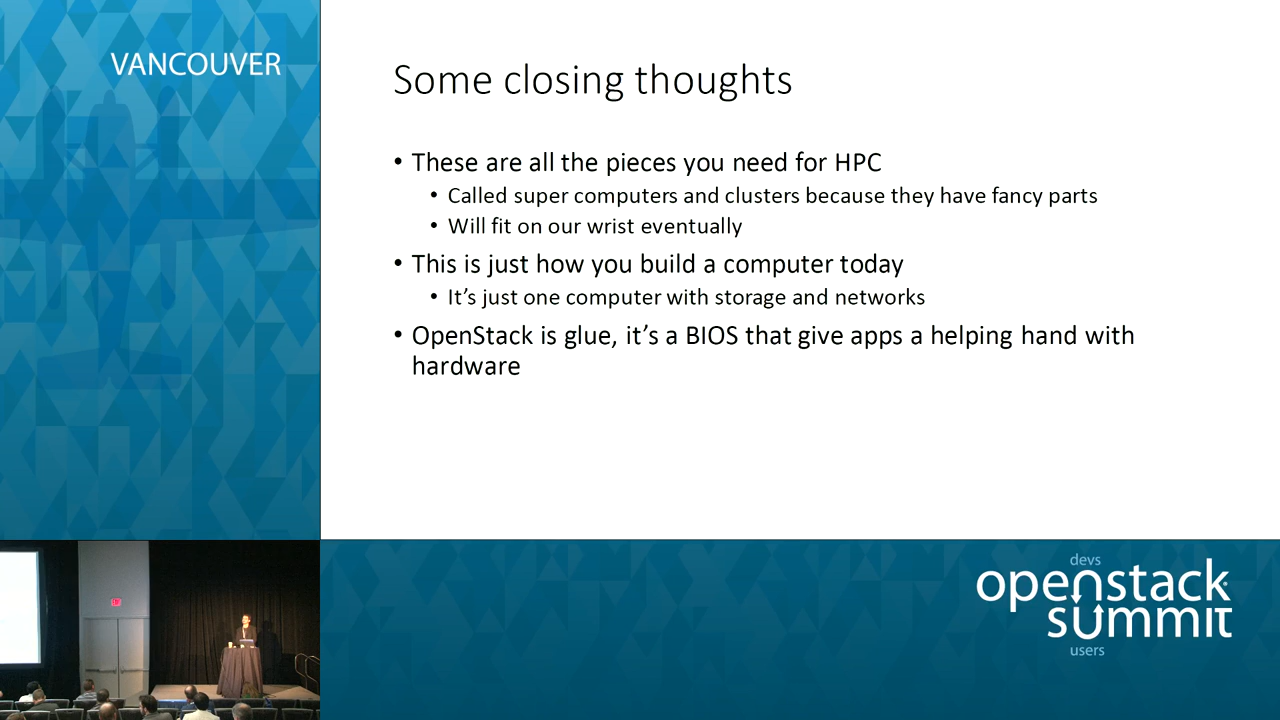 VANCOUVER
Some closing thoughts
• These are all the pieces you need for HPC
• Called super computers and clusters because they have fancy parts
• Will fit on our wrist eventually
• This is just how you build a computer today
• It's just one computer with storage and networks
• OpenStack is glue, it's a BIOS that give apps a helping hand with
hardware
devs
openstack
summit
users